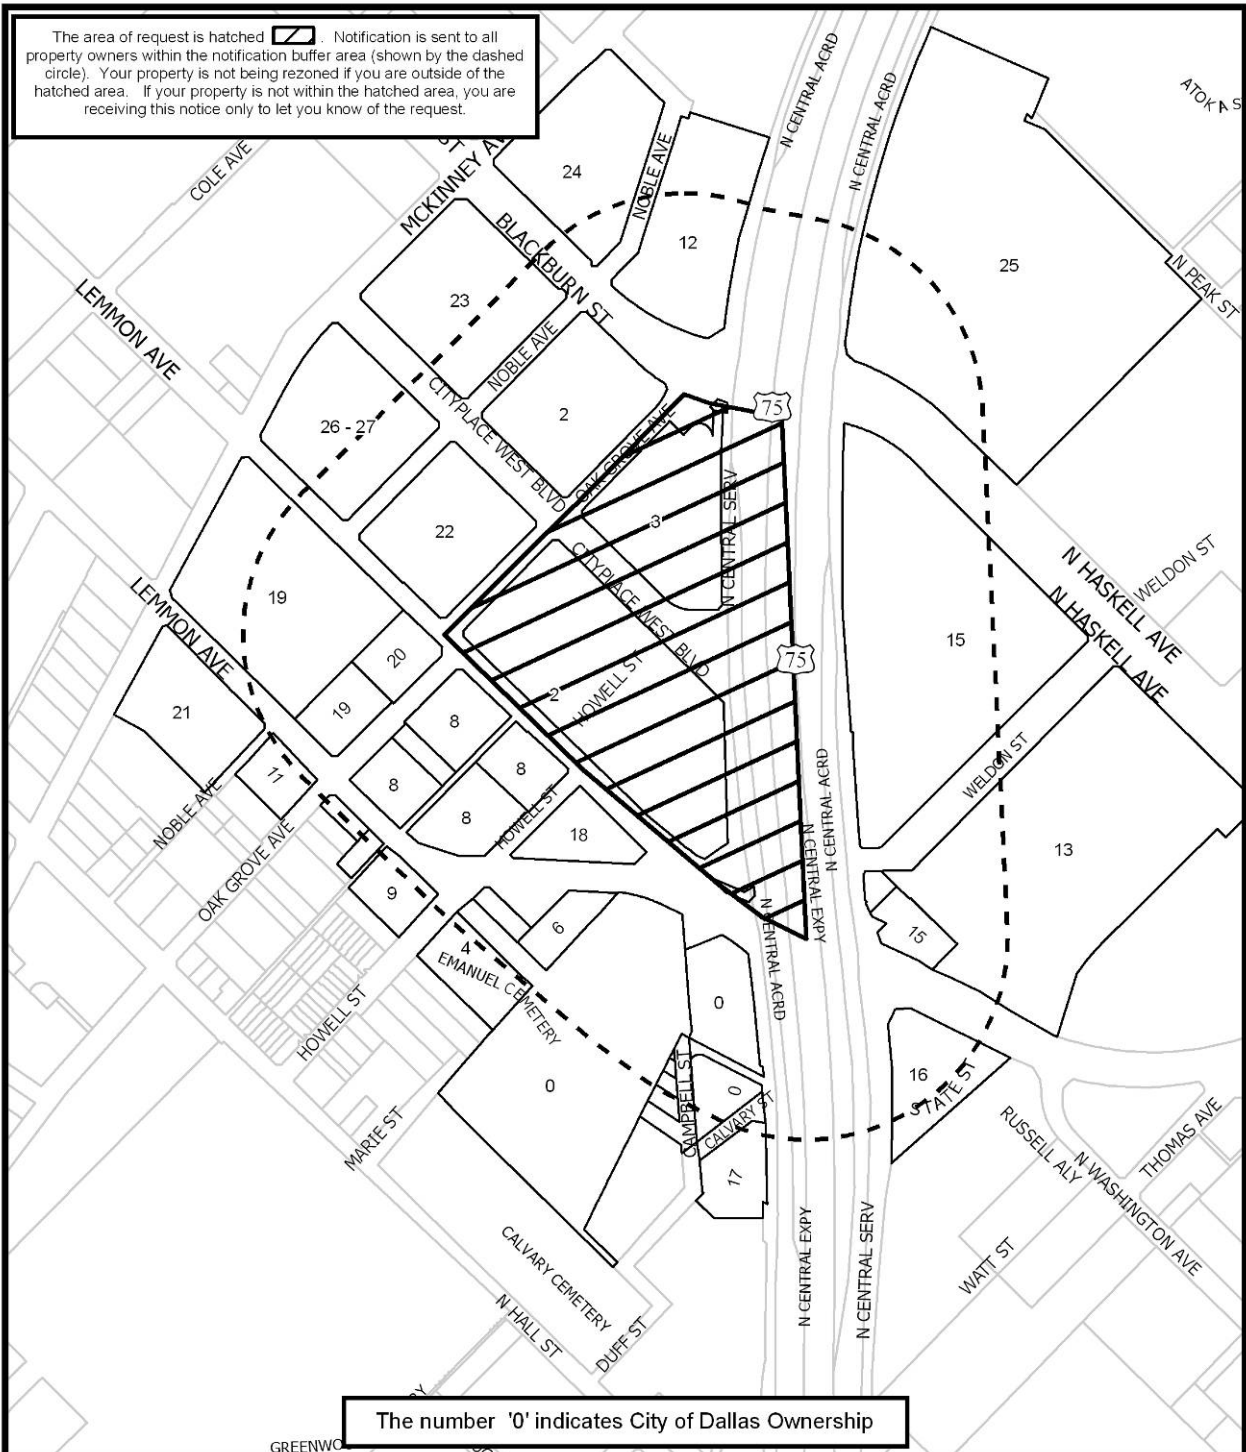 The area of request is hatched . Notification is sent to all
property owners within the notification buffer area (shown by the dashed
circle). Your property is not being rezoned if you are outside of the
hatched area. If your property is not within the hatched area, you are
receiving this notice only to let you know of the request.
N CENTRAL ACRD
N CENTRAL ACRD
COLE AVE
ST
MCKINNEY AV
24
NOBLE AVE
12
25
N PEAK ST
BLACKBURN ST
LEMMON AVE
23
NOBLE AVE
CITYPLACE WEST BLVD
2
26 - 27
OAK GROVE AVE
75
22
3
N CENTRAL SERV
CITYPLACE WEST BLVD
N HASKELL AVE
WELDON ST
N HASKELL AVE
LEMMON AVE
19
15
20
75
2
HOWELL ST
19
21
8
8
8
11
8
HOWELL ST
18
WELDON ST
N CENTRAL ACRD
NOBLE AVE
OAK GROVE AVE
13
9
N CENTRAL EXPY
4
6
15
EMANUEL CEMETERY
N CENTRAL ACRD
0
HOWELL ST
0
16
STATE ST
0
CAMPBELL ST
CALVARY ST
17
MARIE ST
RUSSELL ALY
THOMAS AVE
N WASHINGTON AVE
WATT ST
CALVARY CEMETERY
N CENTRAL EXPY
N CENTRAL SERV
N HALL ST
DUFF ST
The number '0' indicates City of Dallas Ownership